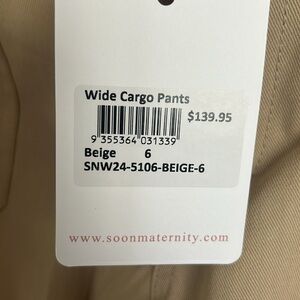 Wide Cargo Pants
$139.95
9 355364 031339
Beige 6
SNW24-5106-BEIGE-6
www.soonmaternity.com